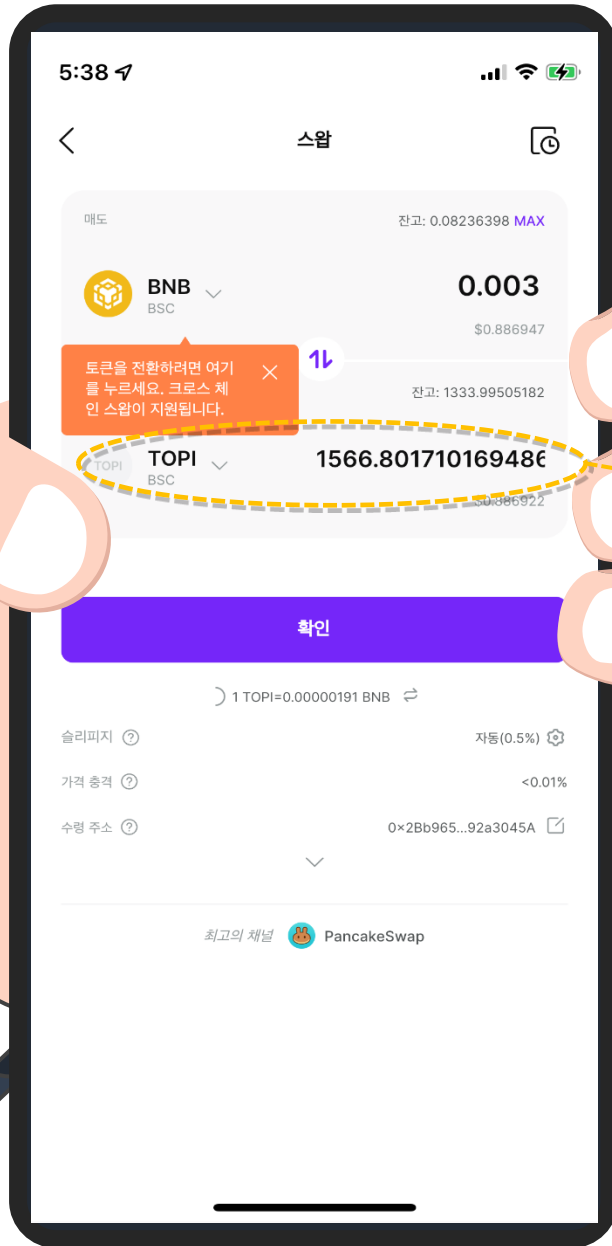 5:38
스왑
매도
잔고: 0.08236398 MAX
BNB
0.003
BSC
$0.886947
토큰을 전환하려면 여기
를 누르세요. 크로스 체
인 스왑이 지원됩니다.
잔고: 1333.99505182
TOPI
TOPI
1566.801710169486
BSC
$0.886922
확인
1 TOPI=0.00000191 BNB
슬리피지
자동(0.5%)
가격 충격
<0.01%
수령 주소
0×2Bb965...92a3045A
최고의 채널
PancakeSwap